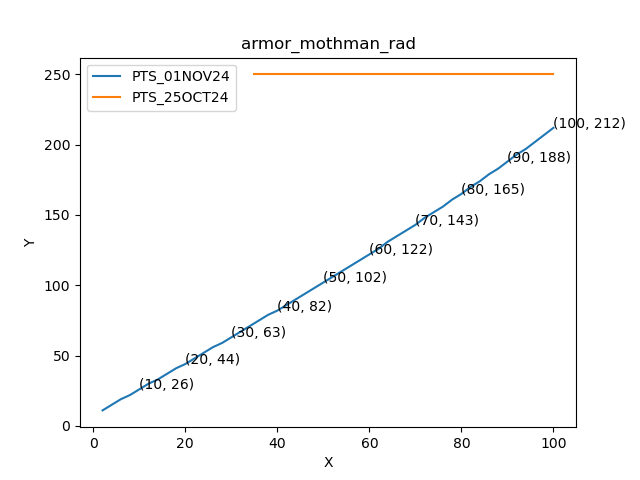 armor_mothman_rad
PTS_01NOV24
PTS_25OCT24
250
200
150
100
50
0
Y
(100, 212)
(90, 188)
(80, 165)
(70, 143)
(60, 122)
(50, 102)
(40, 82)
(30, 63)
(20, 44)
(10, 26)
0 20 40 60 80 100
X